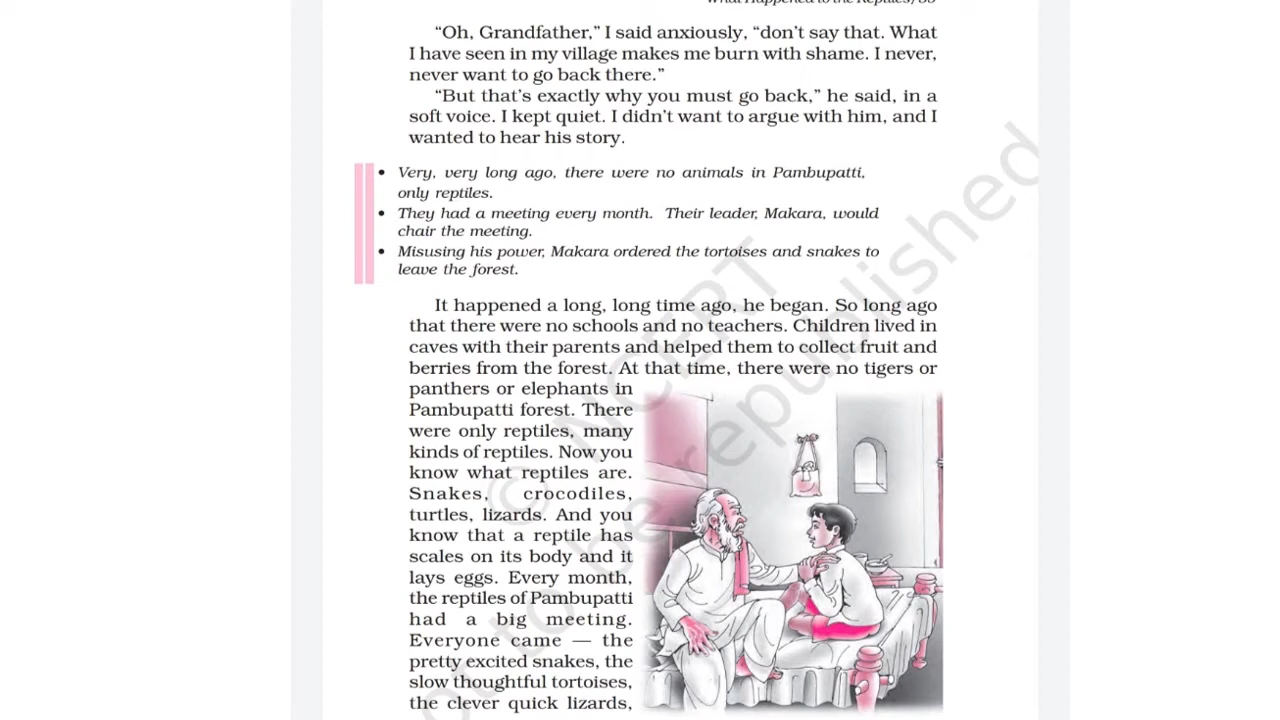 What Happened to the Reptiles/
“Oh, Grandfather,” I said anxiously, “don’t say that. What
I have seen in my village makes me burn with shame. I never,
never want to go back there.”
“But that’s exactly why you must go back,” he said, in a
soft voice. I kept quiet. I didn’t want to argue with him, and I
wanted to hear his story.
• Very, very long ago, there were no animals in Pambupatti,
only reptiles.
• They had a meeting every month. Their leader, Makara, would
chair the meeting.
• Misusing his power, Makara ordered the tortoises and snakes to
leave the forest.
It happened a long, long time ago, he began. So long ago
that there were no schools and no teachers. Children lived in
caves with their parents and helped them to collect fruit and
berries from the forest. At that time, there were no tigers or
panthers or elephants in
Pambupatti forest. There
were only reptiles, many
kinds of reptiles. Now you
know what reptiles are.
Snakes, crocodiles,
turtles, lizards. And you
know that a reptile has
scales on its body and it
lays eggs. Every month,
the reptiles of Pambupatti
had a big meeting.
Everyone came — the
pretty excited snakes, the
slow thoughtful tortoises,
the clever quick lizards,
© NCERT
not to be republished